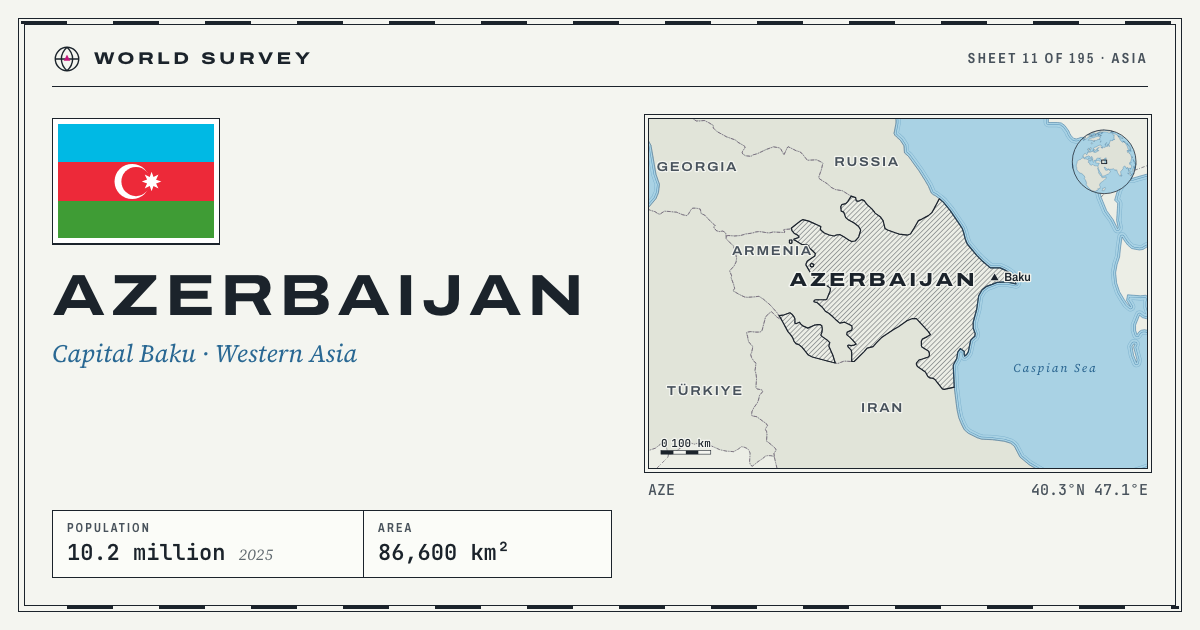 WORLD SURVEY
SHEET 11 OF 195 · ASIA
AZERBAIJAN
Capital Baku · Western Asia
POPULATION
10.2 million 2025
AREA
86,600 km²
GEORGIA
RUSSIA
ARMENIA
AZERBAIJAN
Baku
Caspian Sea
TÜRKIYE
IRAN
0 100 km
AZE
40.3°N 47.1°E